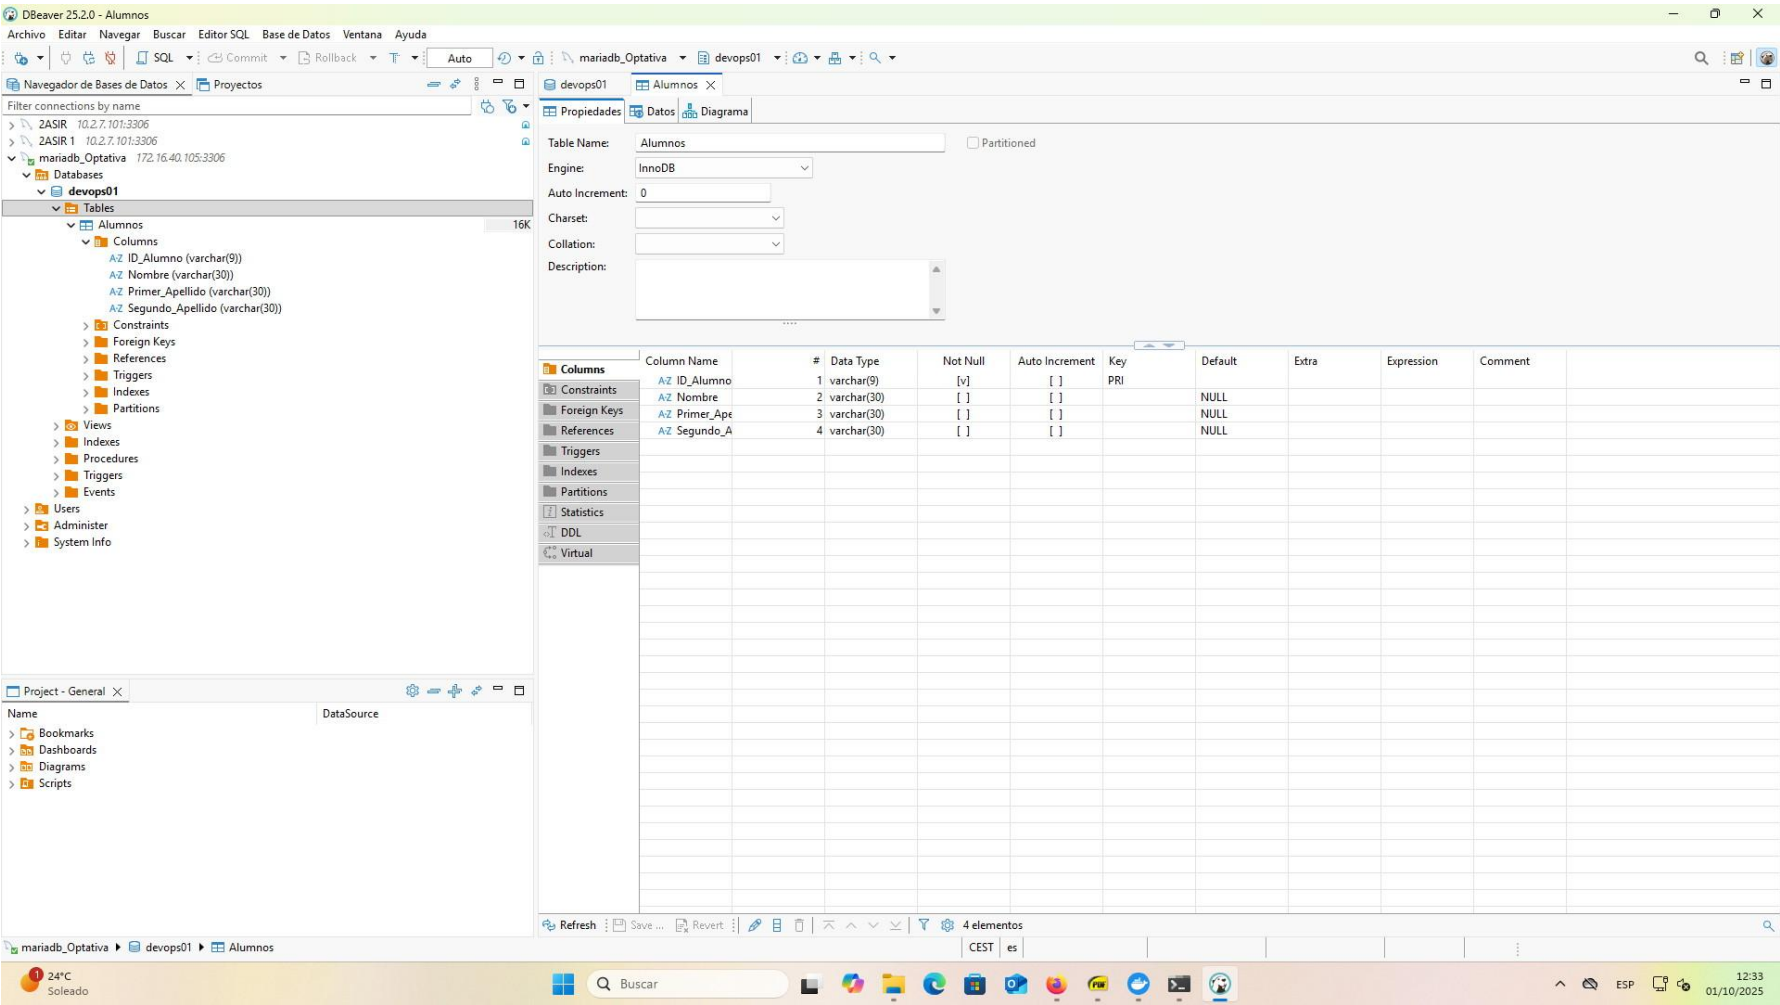 DBeaver 25.2.0 - Alumnos
Archivo Editar Navegar Buscar Editor SQL Base de Datos Ventana Ayuda
SQL Commit Rollback T Auto mariadb_Optativa devops01
Navegador de Bases de Datos Proyectos
Filter connections by name
2ASIR 10.2.7.101:3306
2ASIR 1 10.2.7.101:3306
mariadb_Optativa 172.16.40.105:3306
Databases
devops01
Tables
Alumnos 16K
Columns
AZ ID_Alumno (varchar(9))
AZ Nombre (varchar(30))
AZ Primer_Apellido (varchar(30))
AZ Segundo_Apellido (varchar(30))
Constraints
Foreign Keys
References
Triggers
Indexes
Partitions
Views
Indexes
Procedures
Triggers
Events
Users
Administer
System Info
Project - General
Name DataSource
Bookmarks
Dashboards
Diagrams
Scripts
devops01 Alumnos
Propiedades Datos Diagrama
Table Name: Alumnos Partitioned
Engine: InnoDB
Auto Increment: 0
Charset:
Collation:
Description:
Columns
Constraints
Foreign Keys
References
Triggers
Indexes
Partitions
Statistics
DDL
Virtual
Column Name # Data Type Not Null Auto Increment Key Default Extra Expression Comment
AZ ID_Alumno 1 varchar(9) [v] [ ] PRI
AZ Nombre 2 varchar(30) [ ] [ ] NULL
AZ Primer_Ape 3 varchar(30) [ ] [ ] NULL
AZ Segundo_A 4 varchar(30) [ ] [ ] NULL
Refresh Save ... Revert 4 elementos
mariadb_Optativa devops01 Alumnos CEST es
1 24°C
Soleado
Buscar
ESP
12:33
01/10/2025